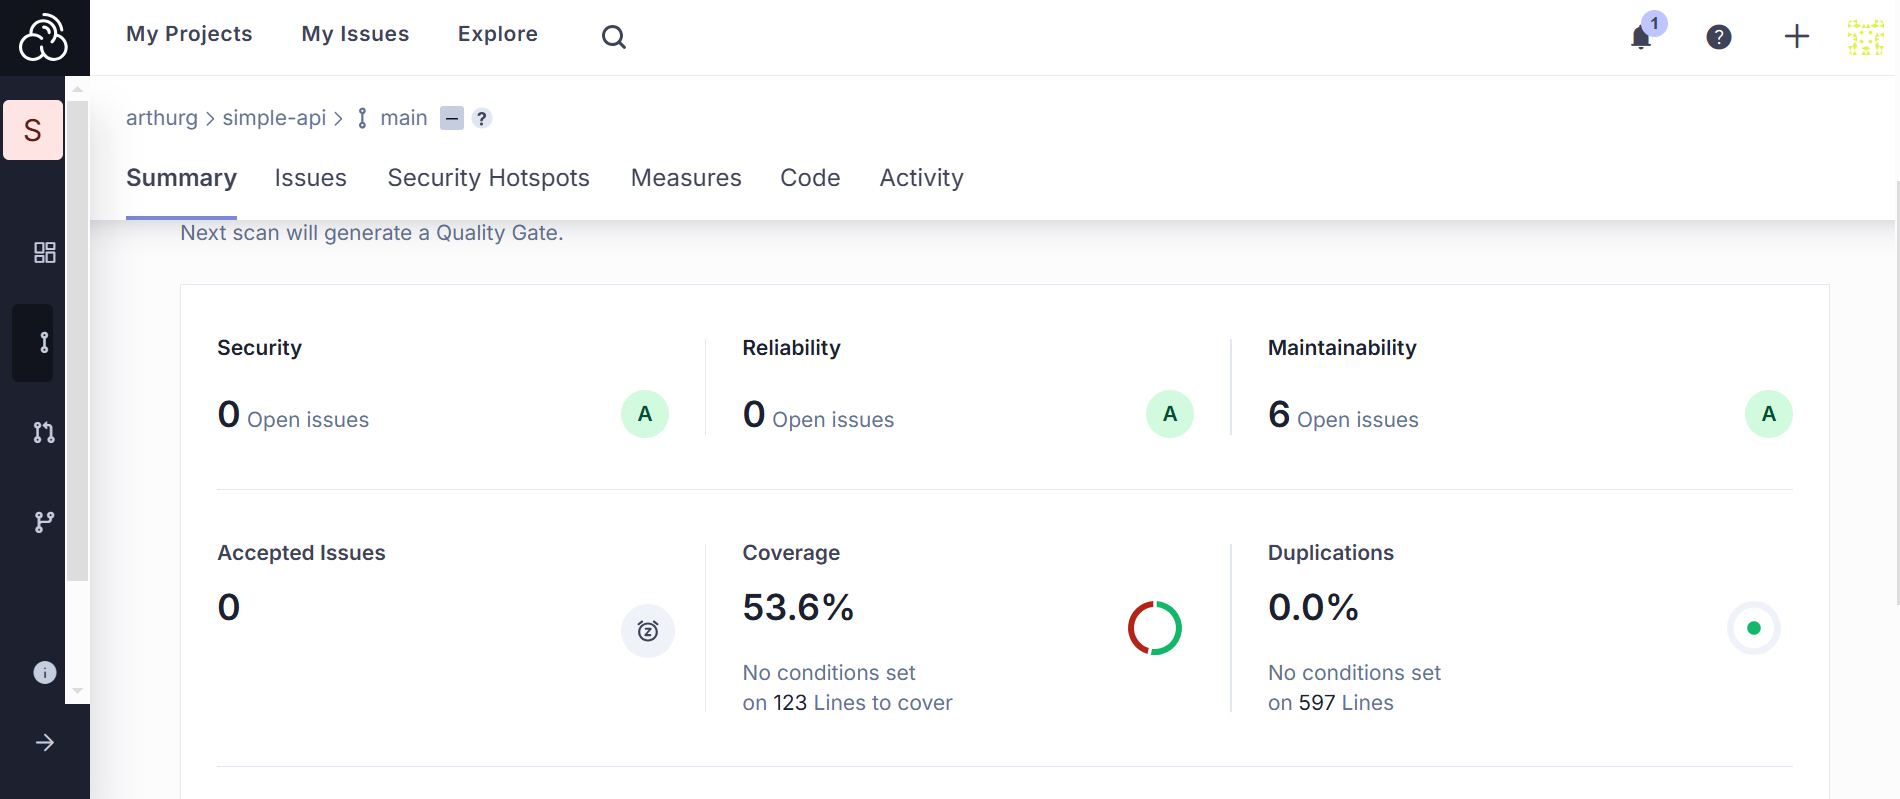 My Projects My Issues Explore
1
?
S
arthurg > simple-api > main ?
Summary Issues Security Hotspots Measures Code Activity
Next scan will generate a Quality Gate.
Security
0 Open issues
A
Reliability
0 Open issues
A
Maintainability
6 Open issues
A
Accepted Issues
0
Coverage
53.6%
No conditions set
on 123 Lines to cover
Duplications
0.0%
No conditions set
on 597 Lines